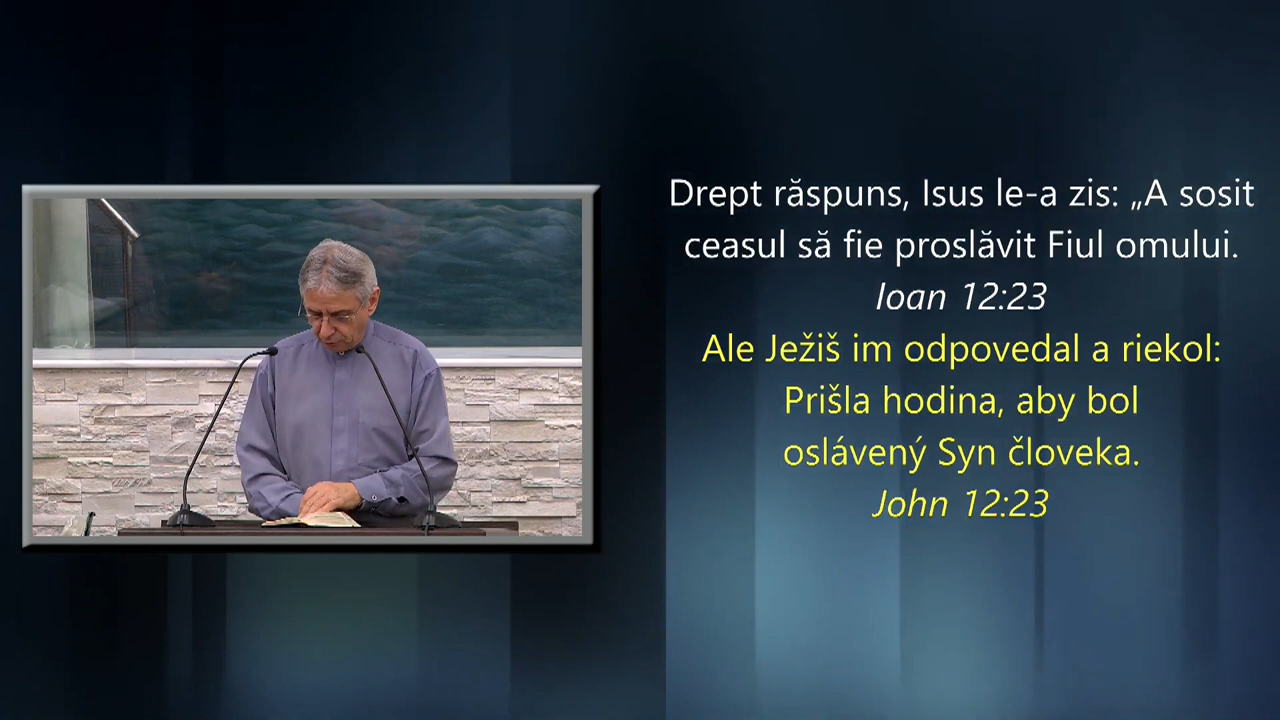 Drept răspuns, Isus le-a zis: „A sosit
ceasul să fie proslăvit Fiul omului.
Ioan 12:23
Ale Ježiš im odpovedal a riekol:
Prišla hodina, aby bol
oslávený Syn človeka.
John 12:23